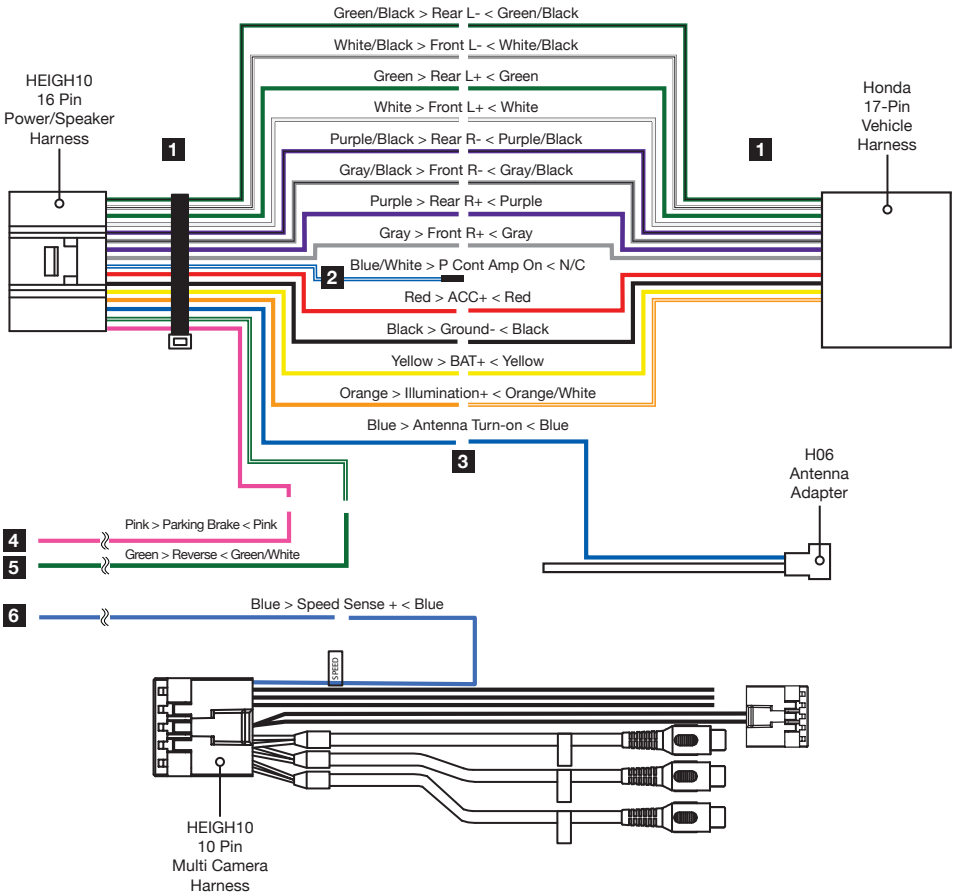 Green/Black > Rear L- < Green/Black
White/Black > Front L- < White/Black
Green > Rear L+ < Green
White > Front L+ < White
Purple/Black > Rear R- < Purple/Black
Gray/Black > Front R- < Gray/Black
Purple > Rear R+ < Purple
Gray > Front R+ < Gray
Blue/White > P Cont Amp On < N/C
Red > ACC+ < Red
Black > Ground- < Black
Yellow > BAT+ < Yellow
Orange > Illumination+ < Orange/White
Blue > Antenna Turn-on < Blue
HEIGH10
16 Pin
Power/Speaker
Harness
1
2
3
1
Honda
17-Pin
Vehicle
Harness
H06
Antenna
Adapter
4
Pink > Parking Brake < Pink
5
Green > Reverse < Green/White
6
Blue > Speed Sense + < Blue
SPEED
HEIGH10
10 Pin
Multi Camera
Harness